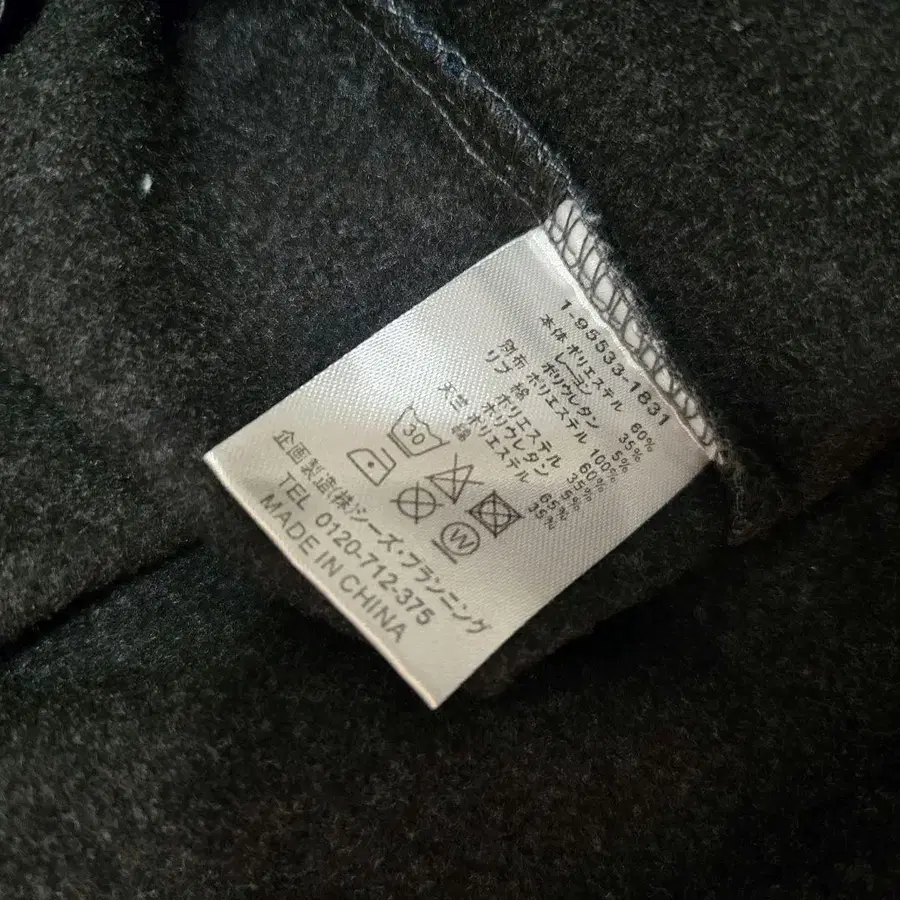 1-95533-1831
本体 ポリエステル 60%
レーヨン 35%
ポリウレタン 5%
別布 ポリエステル 100%
リブ 綿 60%
ポリエステル 35%
ポリウレタン 5%
天竺 綿 65%
ポリエステル 35%
30
W
企画製造(株)シーズ・プランニング
TEL 0120-712-375
MADE IN CHINA